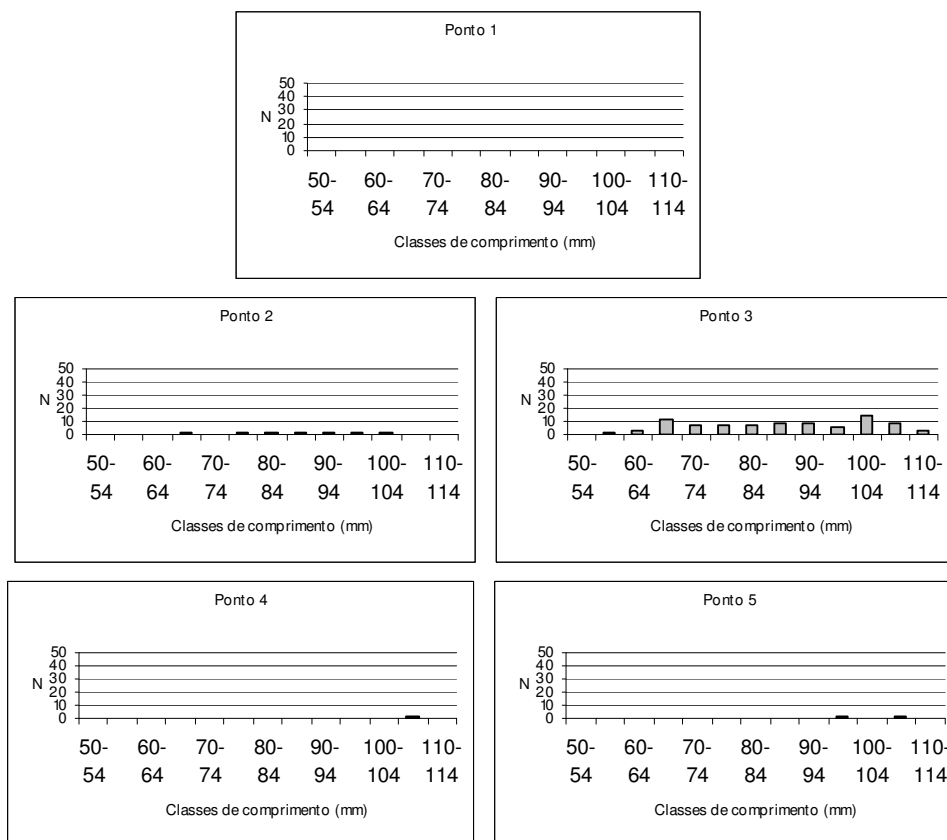 Ponto 1
50
40
30
20
10
0
N
50- 60- 70- 80- 90- 100- 110-
54 64 74 84 94 104 114
Classes de comprimento (mm)
Ponto 2
50
40
30
20
10
0
N
50- 60- 70- 80- 90- 100- 110-
54 64 74 84 94 104 114
Classes de comprimento (mm)
Ponto 3
50
40
30
20
10
0
N
50- 60- 70- 80- 90- 100- 110-
54 64 74 84 94 104 114
Classes de comprimento (mm)
Ponto 4
50
40
30
20
10
0
N
50- 60- 70- 80- 90- 100- 110-
54 64 74 84 94 104 114
Classes de comprimento (mm)
Ponto 5
50
40
30
20
10
0
N
50- 60- 70- 80- 90- 100- 110-
54 64 74 84 94 104 114
Classes de comprimento (mm)